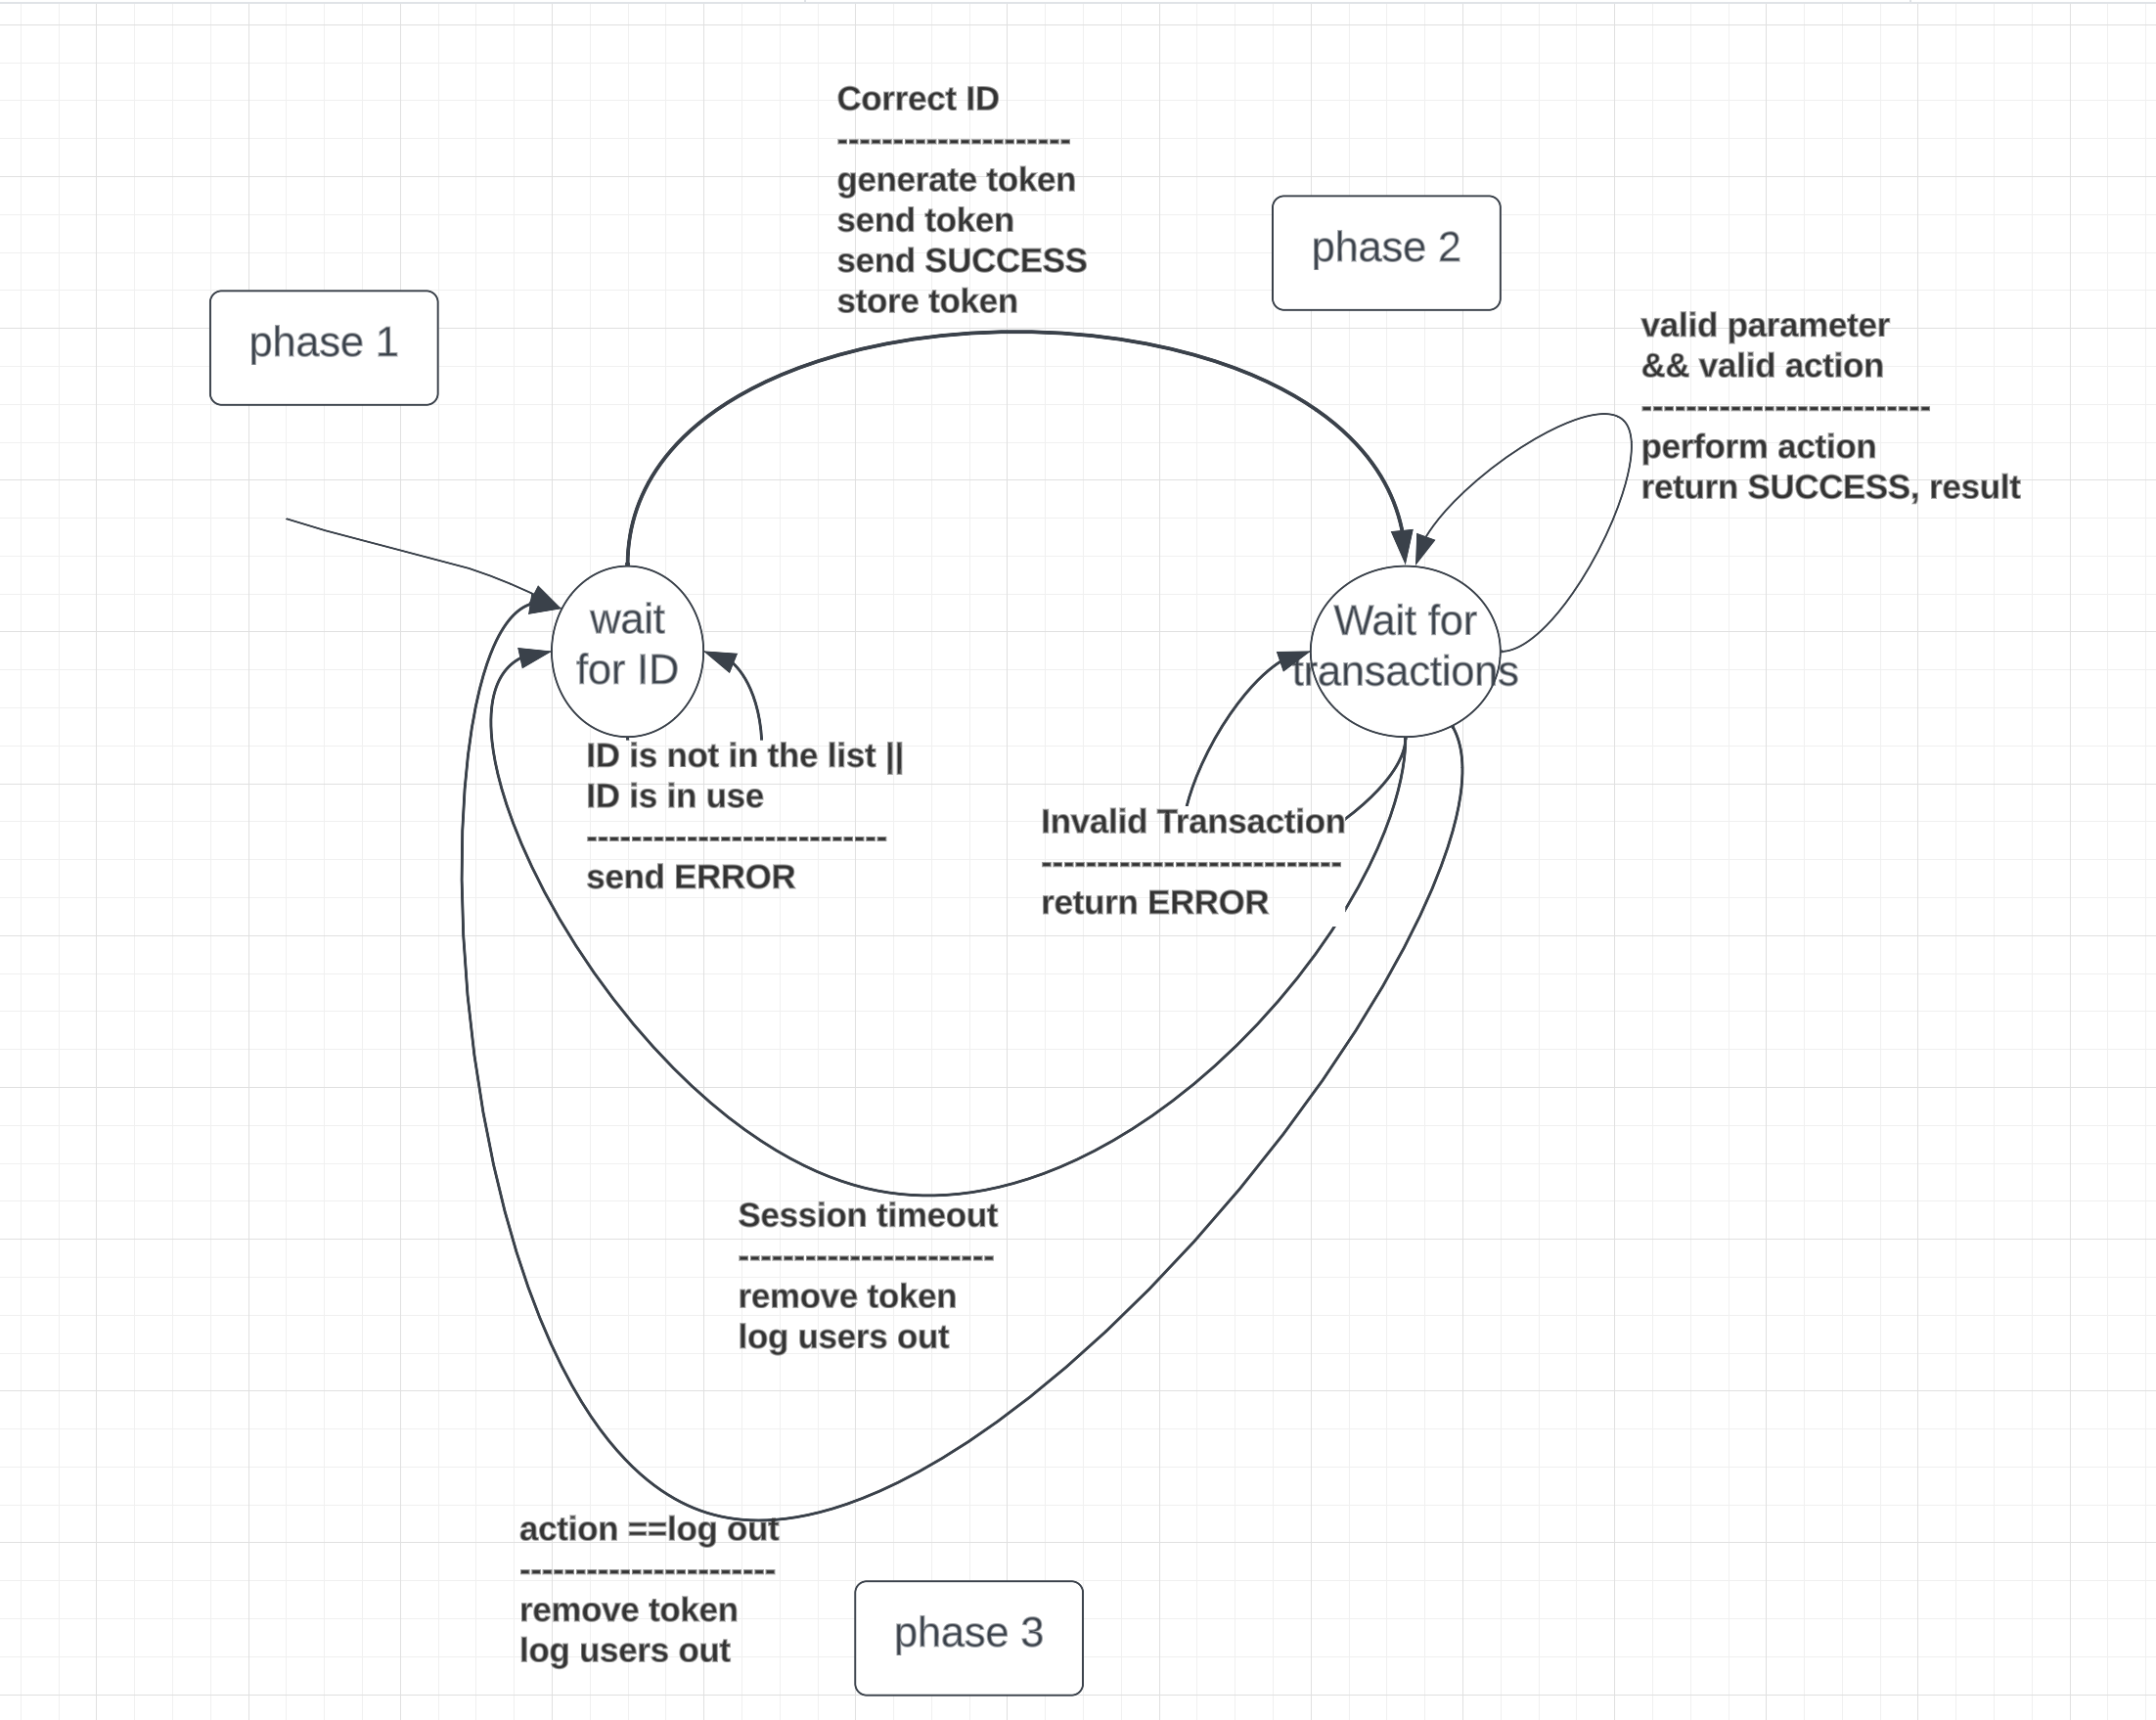 Correct ID
---------------------
generate token
send token
send SUCCESS
store token
phase 2
phase 1
valid parameter
&& valid action
--------------------------
perform action
return SUCCESS, result
wait
for ID
Wait for
transactions
ID is not in the list ||
ID is in use
---------------------------
send ERROR
Invalid Transaction
---------------------------
return ERROR
Session timeout
-----------------------
remove token
log users out
action ==log out
-----------------------
remove token
log users out
phase 3